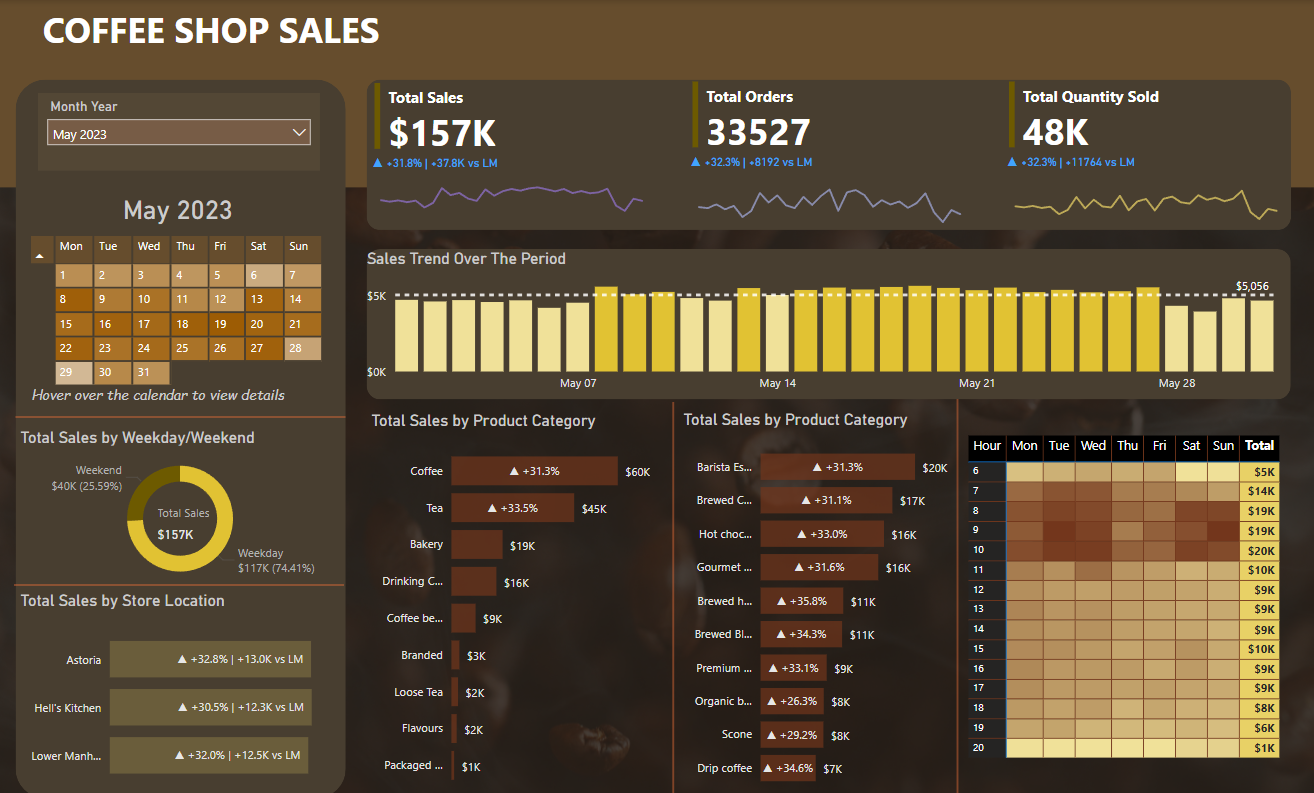 COFFEE SHOP SALES
Month Year
May 2023
May 2023
Mon Tue Wed Thu Fri Sat Sun
1 2 3 4 5 6 7
8 9 10 11 12 13 14
15 16 17 18 19 20 21
22 23 24 25 26 27 28
29 30 31
Hover over the calendar to view details
Total Sales by Weekday/Weekend
Weekend
$40K (25.59%)
Total Sales
$157K
Weekday
$117K (74.41%)
Total Sales by Store Location
Astoria ▲ +32.8% | +13.0K vs LM
Hell's Kitchen ▲ +30.5% | +12.3K vs LM
Lower Manh... ▲ +32.0% | +12.5K vs LM
Total Sales
$157K
▲ +31.8% | +37.8K vs LM
Total Orders
33527
▲ +32.3% | +8192 vs LM
Total Quantity Sold
48K
▲ +32.3% | +11764 vs LM
Sales Trend Over The Period
$5K
$5,056
$0K
May 07 May 14 May 21 May 28
Total Sales by Product Category
Coffee ▲ +31.3% $60K
Tea ▲ +33.5% $45K
Bakery $19K
Drinking C... $16K
Coffee be... $9K
Branded $3K
Loose Tea $2K
Flavours $2K
Packaged ... $1K
Total Sales by Product Category
Barista Es... ▲ +31.3% $20K
Brewed C... ▲ +31.1% $17K
Hot choc... ▲ +33.0% $16K
Gourmet ... ▲ +31.6% $16K
Brewed h... ▲ +35.8% $11K
Brewed Bl... ▲ +34.3% $11K
Premium ... ▲ +33.1% $9K
Organic b... ▲ +26.3% $8K
Scone ▲ +29.2% $8K
Drip coffee ▲ +34.6% $7K
Hour Mon Tue Wed Thu Fri Sat Sun Total
6 $5K
7 $14K
8 $19K
9 $19K
10 $20K
11 $10K
12 $9K
13 $9K
14 $9K
15 $10K
16 $9K
17 $9K
18 $8K
19 $6K
20 $1K